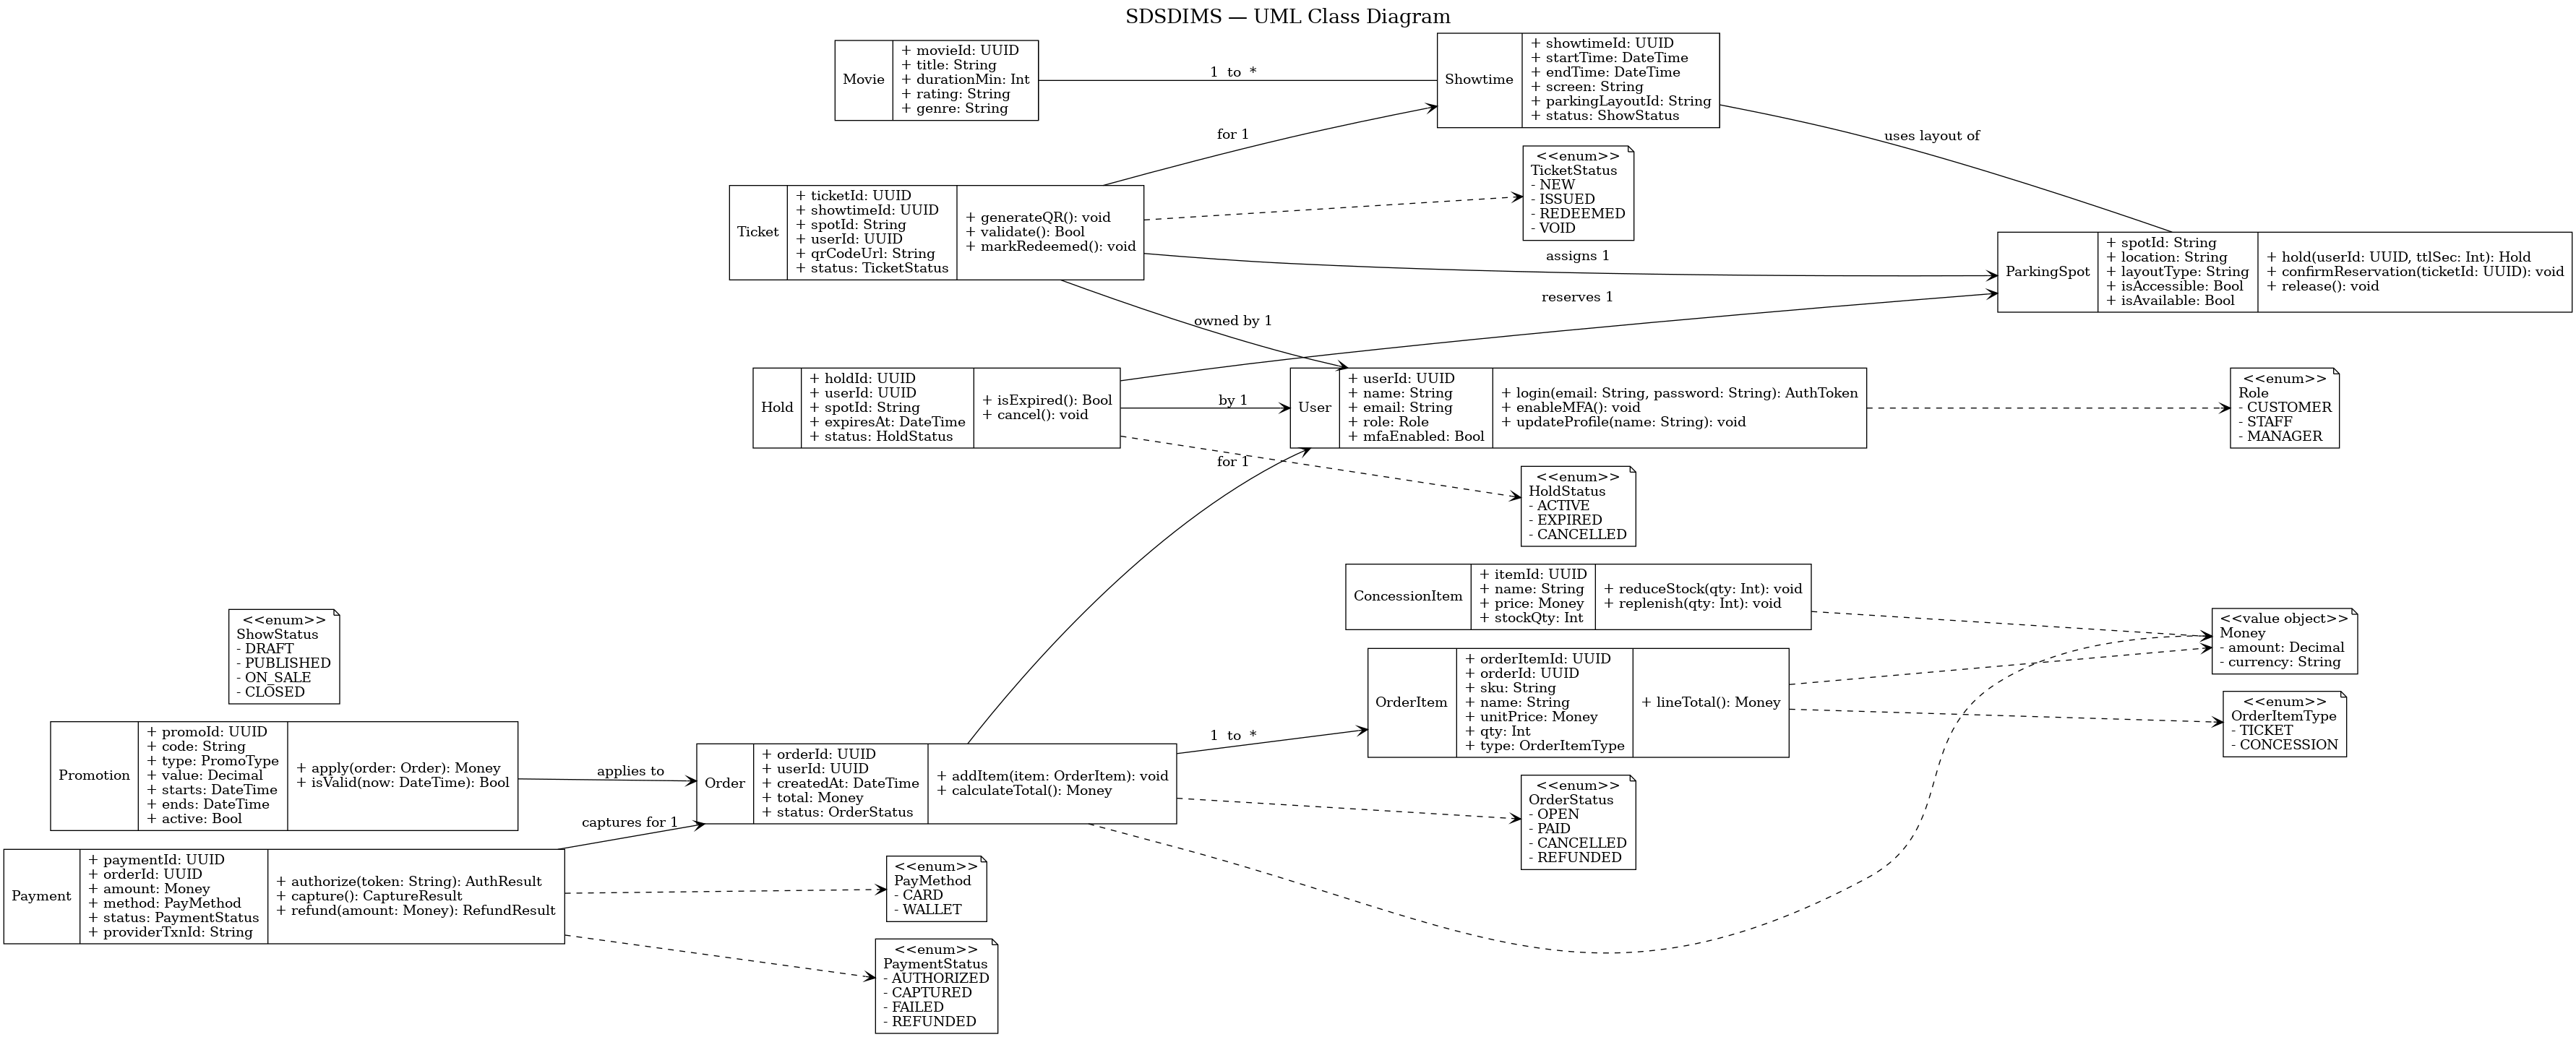 SDSDIMS — UML Class Diagram
Movie
+ movieId: UUID
+ title: String
+ durationMin: Int
+ rating: String
+ genre: String
1 to *
Showtime
+ showtimeId: UUID
+ startTime: DateTime
+ endTime: DateTime
+ screen: String
+ parkingLayoutId: String
+ status: ShowStatus
for 1
uses layout of
<<enum>>
TicketStatus
- NEW
- ISSUED
- REDEEMED
- VOID
Ticket
+ ticketId: UUID
+ showtimeId: UUID
+ spotId: String
+ userId: UUID
+ qrCodeUrl: String
+ status: TicketStatus
+ generateQR(): void
+ validate(): Bool
+ markRedeemed(): void
assigns 1
ParkingSpot
+ spotId: String
+ location: String
+ layoutType: String
+ isAccessible: Bool
+ isAvailable: Bool
+ hold(userId: UUID, ttlSec: Int): Hold
+ confirmReservation(ticketId: UUID): void
+ release(): void
reserves 1
owned by 1
Hold
+ holdId: UUID
+ userId: UUID
+ spotId: String
+ expiresAt: DateTime
+ status: HoldStatus
+ isExpired(): Bool
+ cancel(): void
by 1
User
+ userId: UUID
+ name: String
+ email: String
+ role: Role
+ mfaEnabled: Bool
+ login(email: String, password: String): AuthToken
+ enableMFA(): void
+ updateProfile(name: String): void
<<enum>>
Role
- CUSTOMER
- STAFF
- MANAGER
for 1
<<enum>>
HoldStatus
- ACTIVE
- EXPIRED
- CANCELLED
ConcessionItem
+ itemId: UUID
+ name: String
+ price: Money
+ stockQty: Int
+ reduceStock(qty: Int): void
+ replenish(qty: Int): void
<<enum>>
ShowStatus
- DRAFT
- PUBLISHED
- ON_SALE
- CLOSED
<<value object>>
Money
- amount: Decimal
- currency: String
OrderItem
+ orderItemId: UUID
+ orderId: UUID
+ sku: String
+ name: String
+ unitPrice: Money
+ qty: Int
+ type: OrderItemType
+ lineTotal(): Money
<<enum>>
OrderItemType
- TICKET
- CONCESSION
Promotion
+ promoId: UUID
+ code: String
+ type: PromoType
+ value: Decimal
+ starts: DateTime
+ ends: DateTime
+ active: Bool
+ apply(order: Order): Money
+ isValid(now: DateTime): Bool
applies to
Order
+ orderId: UUID
+ userId: UUID
+ createdAt: DateTime
+ total: Money
+ status: OrderStatus
+ addItem(item: OrderItem): void
+ calculateTotal(): Money
1 to *
<<enum>>
OrderStatus
- OPEN
- PAID
- CANCELLED
- REFUNDED
captures for 1
Payment
+ paymentId: UUID
+ orderId: UUID
+ amount: Money
+ method: PayMethod
+ status: PaymentStatus
+ providerTxnId: String
+ authorize(token: String): AuthResult
+ capture(): CaptureResult
+ refund(amount: Money): RefundResult
<<enum>>
PayMethod
- CARD
- WALLET
<<enum>>
PaymentStatus
- AUTHORIZED
- CAPTURED
- FAILED
- REFUNDED